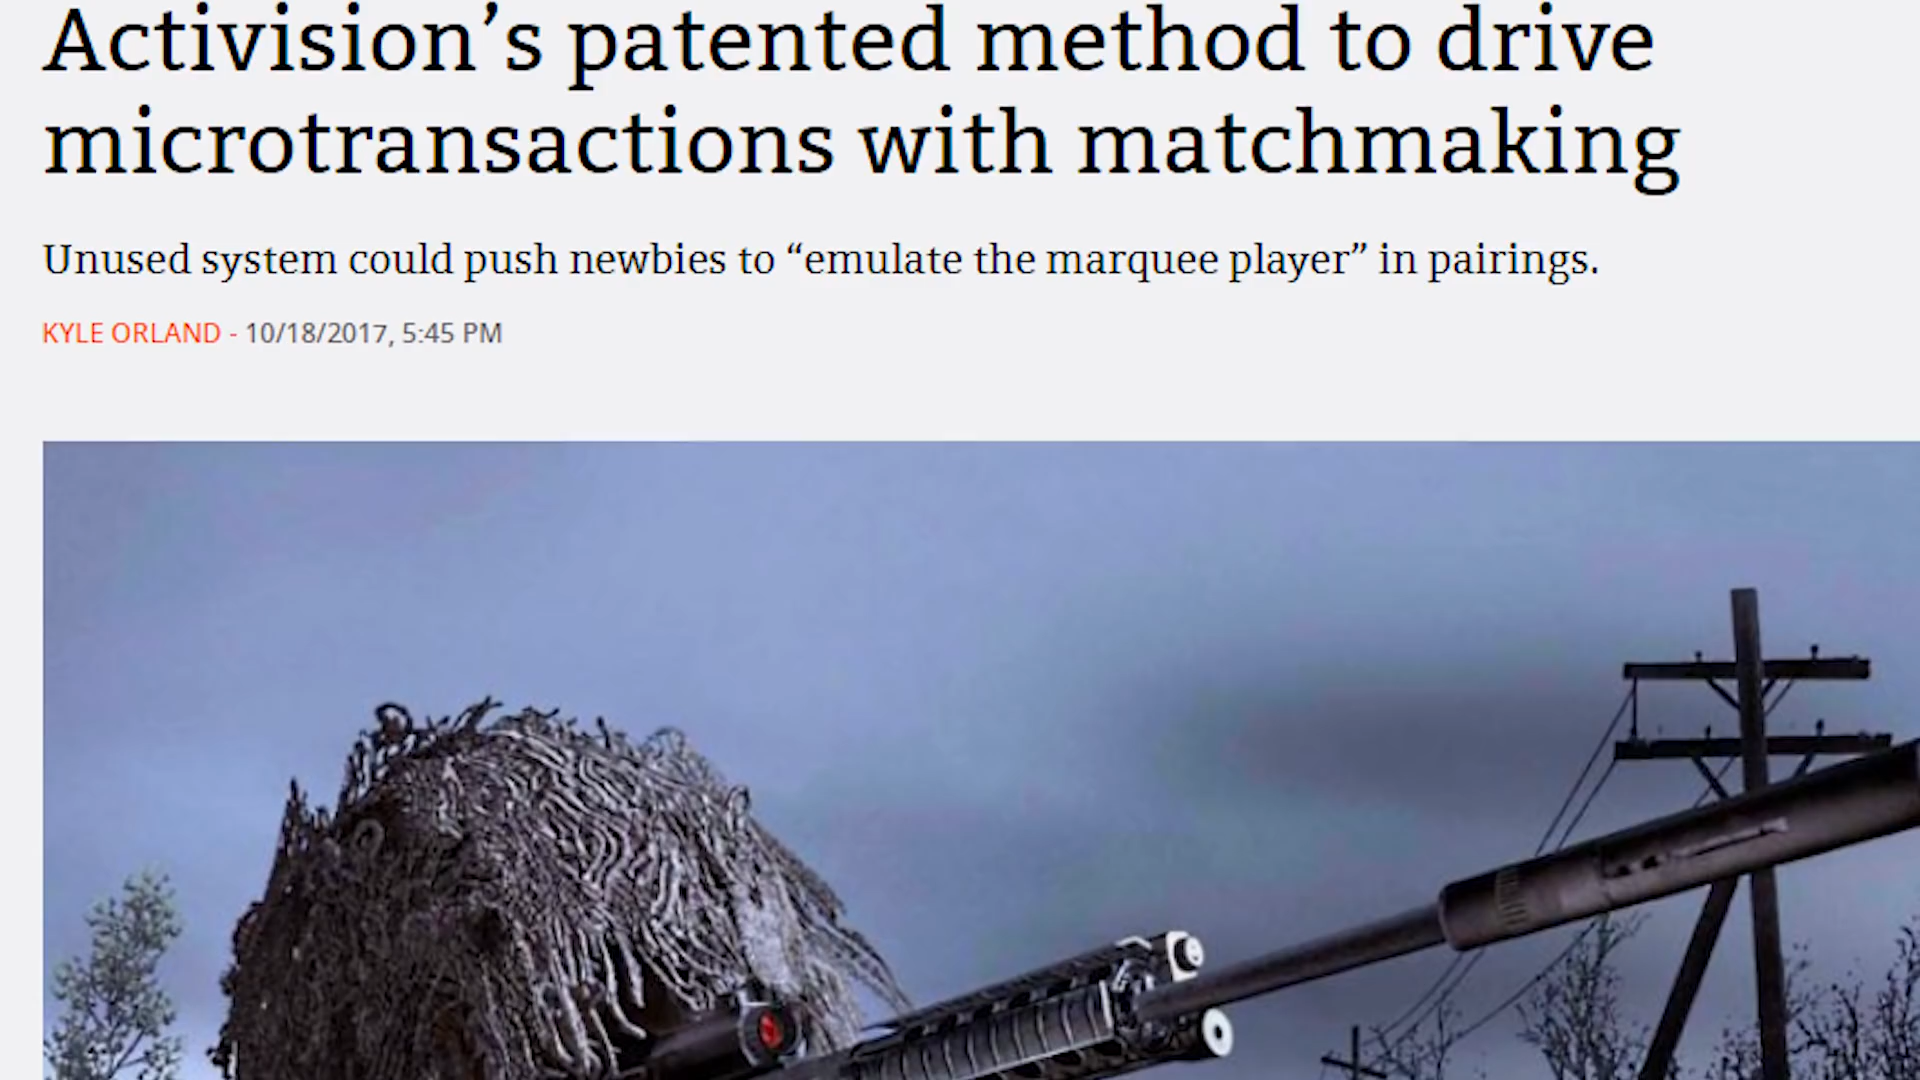 Activision’s patented method to drive
microtransactions with matchmaking
Unused system could push newbies to “emulate the marquee player” in pairings.
KYLE ORLAND - 10/18/2017, 5:45 PM